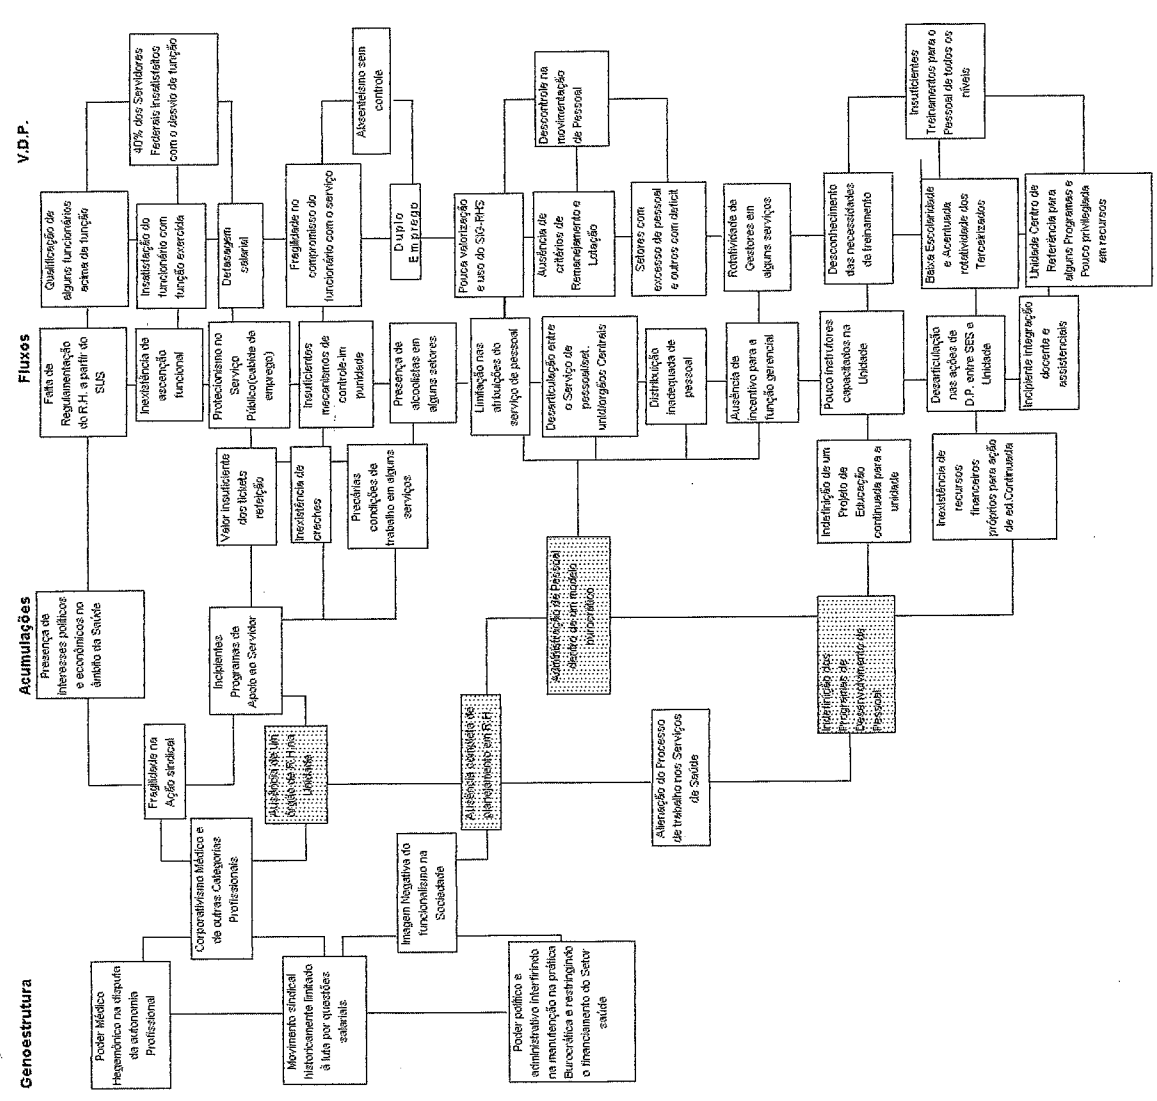 V.D.P.
40% dos Servidores
Federais Insatisfeitos
com o desvio de função
Absenteísmo sem
controle
Descontrole na
movimentação
de Pessoal
Insuficientes
Treinamentos para o
Pessoal de todos os
níveis
Qualificação de
alguns funcionários
acima da função
Insatisfação do
funcionário com
função exercida
Defasagem
salarial
Fragilidade no
compromisso do
funcionário com o serviço
Duplo
Emprego
Pouca valorização
e uso do SIG-RHS
Ausência de
critérios de
Remanejamento e
Lotação
Setores com
excesso de pessoal
e outros com deficit
Rotatividade de
Gestores em
alguns serviços
Desconhecimento
das necessidades
de treinamento
Baixa Escolaridade
e Acentuada
rotatividade dos
Terceirizados
Unidade Centro de
Referência para
alguns Programas e
Pouco privilegiada
em recursos
Fluxos
Falta de
Regulamentação
do R.H. a partir do
SUS
Inexistência de
ascenção
funcional
Protecionismo no
Serviço
Público(cabide de
emprego)
Insuficientes
mecanismos de
controle-im
punidade
Presença de
alcoolistas em
alguns setores
Limitação nas
atribuições do
serviço de pessoal
Desarticulação entre
o Serviço de
pessoal/set.
unid/orgãos Centrais
Distribuição
inadequada de
pessoal
Ausência de
incentivo para a
função gerencial
Pouco instrutores
capacitados na
Unidade
Desarticulação
nas ações de
D.P. entre SES e
Unidade
Incipiente integração
docente e
assistenciais
Valor insuficiente
dos tickets
refeição
Inexistência de
creches
Precárias
condições de
trabalho em alguns
serviços
Indefinição de um
Projeto de
Educação
continuada para a
unidade
Inexistência de
recursos
financeiros
próprios para ação
de ed.Continuada
Acumulações
Presença de
interesses políticos
e econômicos no
âmbito da Saúde
Incipientes
Programas de
Apoio ao Servidor
Administração de Pessoal
dentro de um modelo
burocrático
Indefinição dos
Programas de
Desenvolvimento de
Pessoal
Fragilidade na
Ação sindical
Ausência de um
órgão de R.H.na
Unidade
Ausência completa de
planejamento em R.H.
Alienação do Processo
de trabalho nos Serviços
de Saúde
Corporativismo Médico e
de outras Categorias
Profissionais
Imagem Negativa do
funcionalismo na
Sociedade
Genoestrutura
Poder Médico
Hegemônico na disputa
da autonomia
Profissional
Movimento sindical
historicamente limitado
à luta por questões
salariais
Poder político e
administrativo interfirindo
na manutenção na prática
Burocrática e restringindo
o financiamento do Setor
saúde